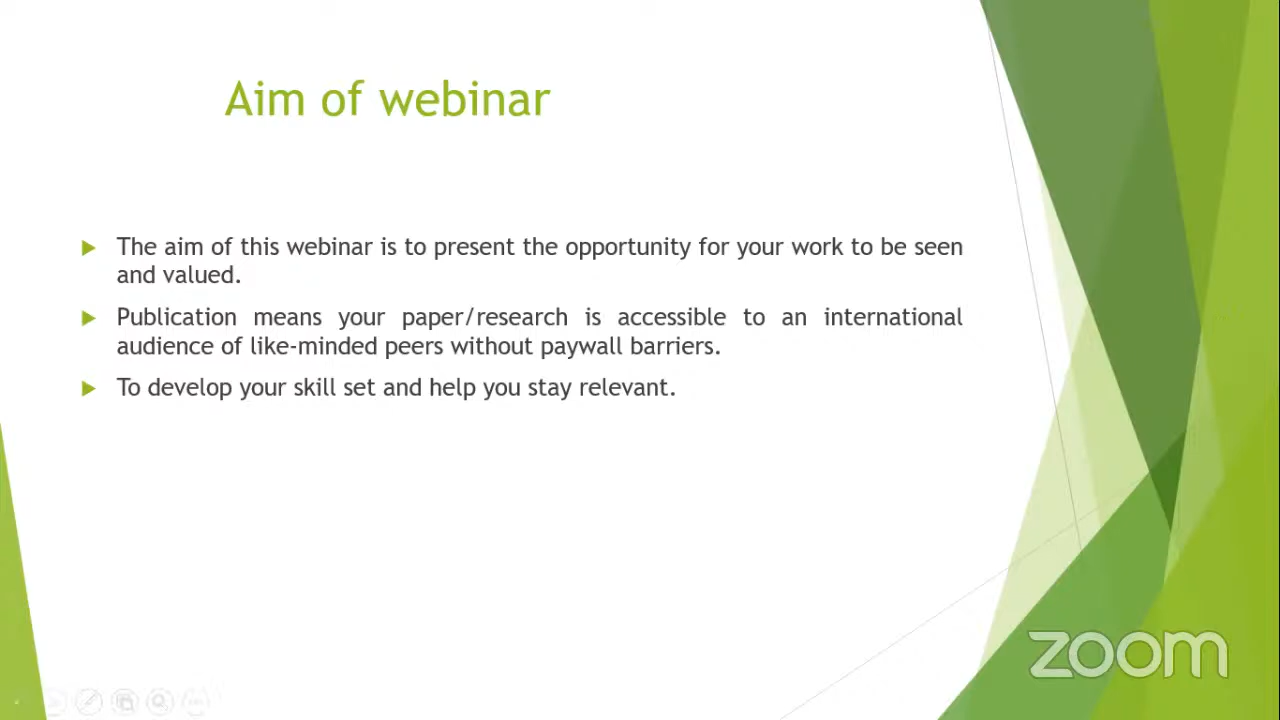 Aim of webinar
The aim of this webinar is to present the opportunity for your work to be seen
and valued.
Publication means your paper/research is accessible to an international
audience of like-minded peers without paywall barriers.
To develop your skill set and help you stay relevant.
zoom